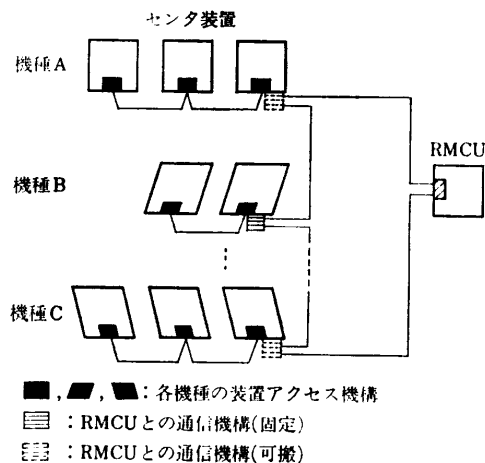 センタ装置
機種A
RMCU
機種B
機種C
: 各機種の装置アクセス機構
: RMCUとの通信機構(固定)
: RMCUとの通信機構(可搬)